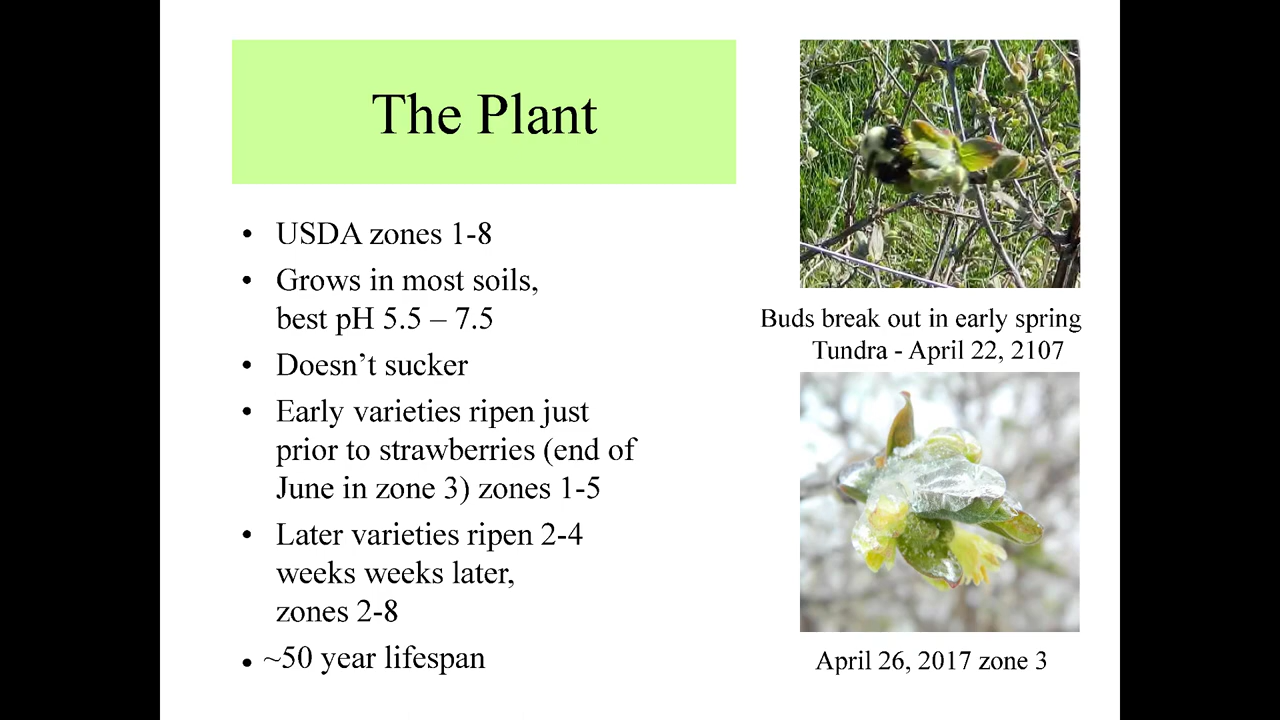 The Plant
• USDA zones 1-8
• Grows in most soils,
best pH 5.5 – 7.5
• Doesn’t sucker
• Early varieties ripen just
prior to strawberries (end of
June in zone 3) zones 1-5
• Later varieties ripen 2-4
weeks weeks later,
zones 2-8
• ~50 year lifespan
Buds break out in early spring
Tundra - April 22, 2107
April 26, 2017 zone 3